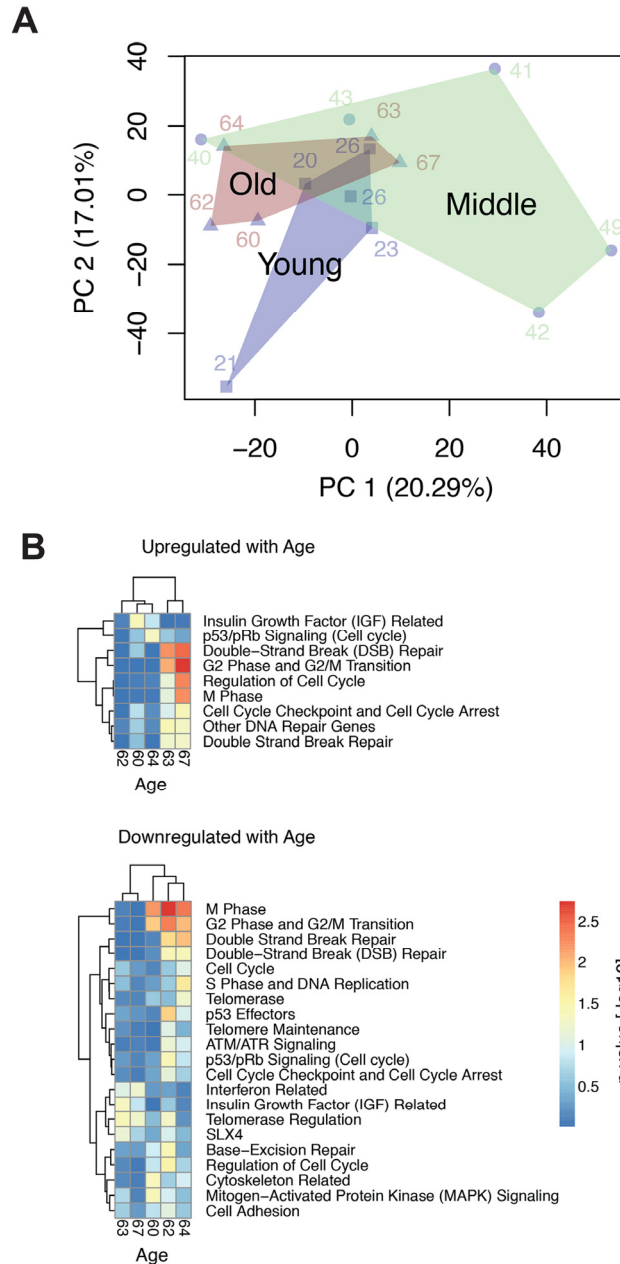 A
40
20
0
−20
−40
PC 2 (17.01%)
41
43
63
64
26
40
20
67
Old
62
26
Middle
60
23
49
Young
42
21
−20
0
20
40
PC 1 (20.29%)
B
Upregulated with Age
Insulin Growth Factor (IGF) Related
p53/pRb Signaling (Cell cycle)
Double−Strand Break (DSB) Repair
G2 Phase and G2/M Transition
Regulation of Cell Cycle
M Phase
Cell Cycle Checkpoint and Cell Cycle Arrest
Other DNA Repair Genes
Double Strand Break Repair
62 60 64 63 67
Age
Downregulated with Age
M Phase
G2 Phase and G2/M Transition
Double Strand Break Repair
Double−Strand Break (DSB) Repair
Cell Cycle
S Phase and DNA Replication
Telomerase
p53 Effectors
Telomere Maintenance
ATM/ATR Signaling
p53/pRb Signaling (Cell cycle)
Cell Cycle Checkpoint and Cell Cycle Arrest
Interferon Related
Insulin Growth Factor (IGF) Related
Telomerase Regulation
SLX4
Base−Excision Repair
Regulation of Cell Cycle
Cytoskeleton Related
Mitogen−Activated Protein Kinase (MAPK) Signaling
Cell Adhesion
63 67 60 62 64
Age
2.5
2
1.5
1
0.5